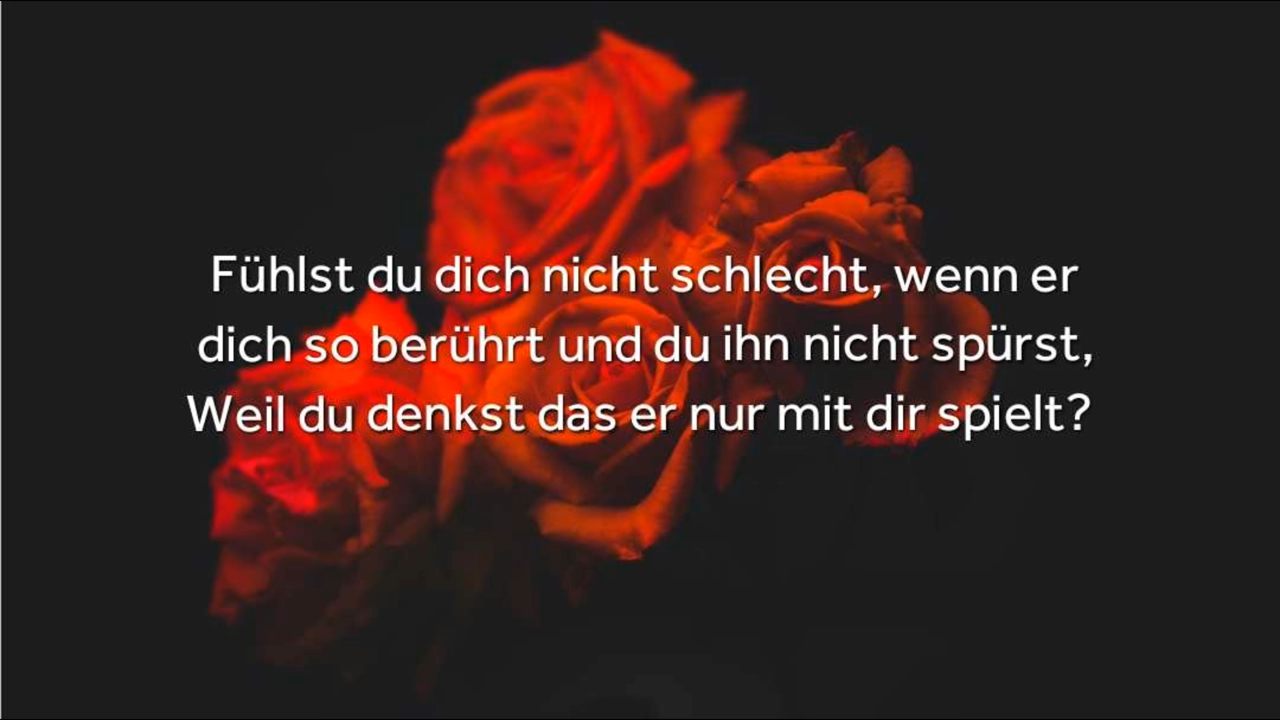 Fühlst du dich nicht schlecht, wenn er
dich so berührt und du ihn nicht spürst,
Weil du denkst das er nur mit dir spielt?